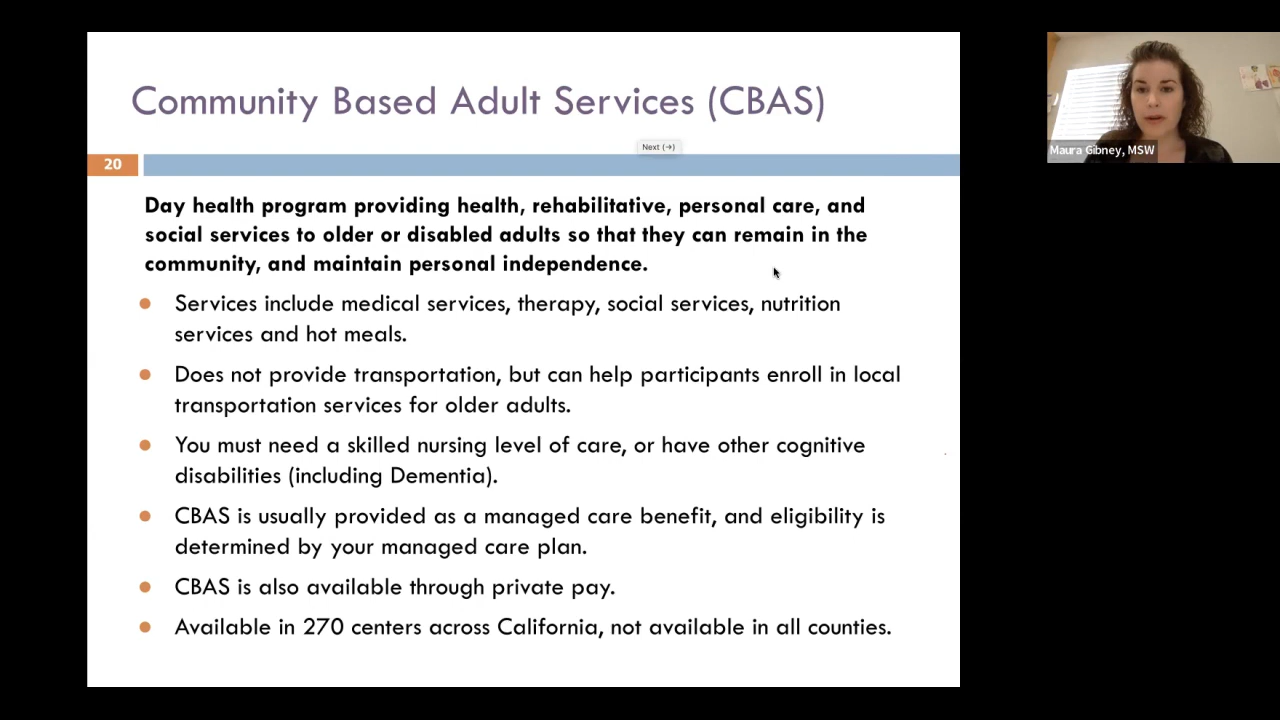 Community Based Adult Services (CBAS)
Next (→)
20
Day health program providing health, rehabilitative, personal care, and
social services to older or disabled adults so that they can remain in the
community, and maintain personal independence.
Services include medical services, therapy, social services, nutrition
services and hot meals.
Does not provide transportation, but can help participants enroll in local
transportation services for older adults.
You must need a skilled nursing level of care, or have other cognitive
disabilities (including Dementia).
CBAS is usually provided as a managed care benefit, and eligibility is
determined by your managed care plan.
CBAS is also available through private pay.
Available in 270 centers across California, not available in all counties.
Maura Gibney, MSW